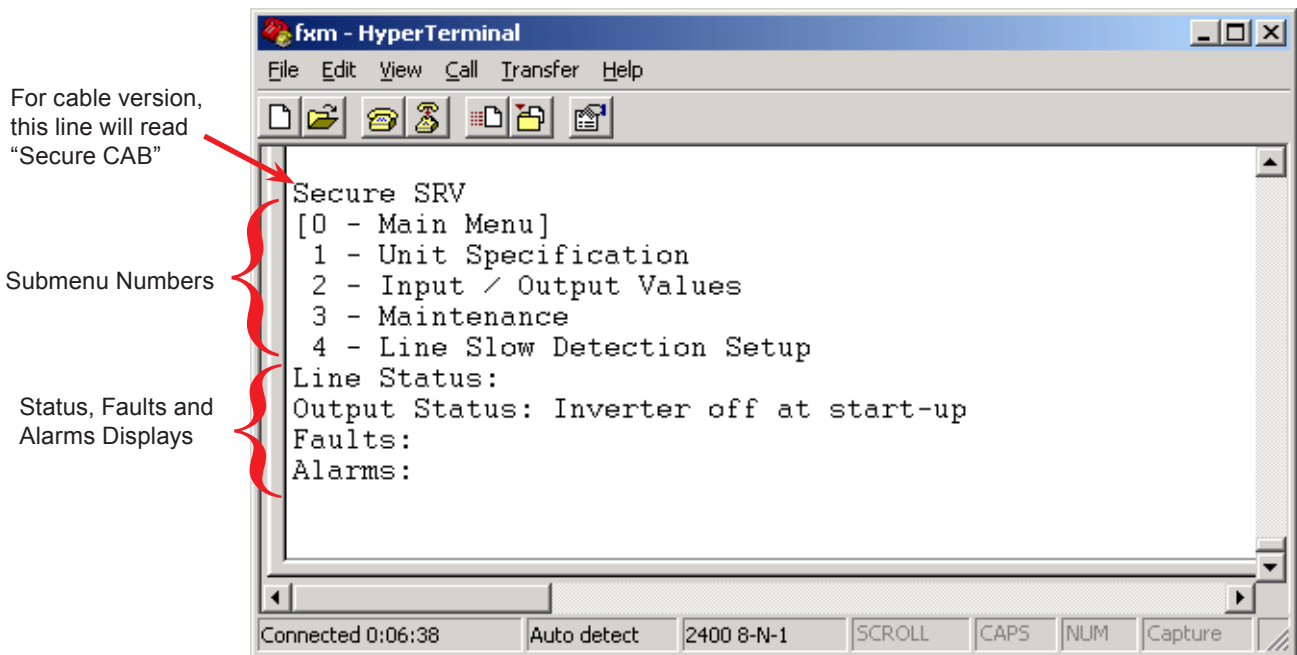 fxm - HyperTerminal
File Edit View Call Transfer Help
For cable version,
this line will read
“Secure CAB”
Secure SRV
[0 - Main Menu]
1 - Unit Specification
2 - Input / Output Values
3 - Maintenance
4 - Line Slow Detection Setup
Submenu Numbers
Line Status:
Output Status: Inverter off at start-up
Faults:
Alarms:
Status, Faults and
Alarms Displays
Connected 0:06:38 Auto detect 2400 8-N-1 SCROLL CAPS NUM Capture